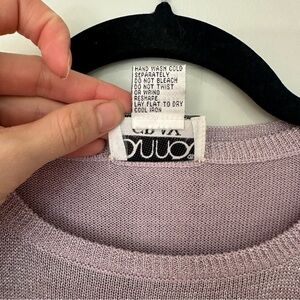 HAND WASH COLD
SEPARATELY
DO NOT BLEACH
DO NOT TWIST
OR WRING
RESHAPE
LAY FLAT TO DRY
COOL IRON